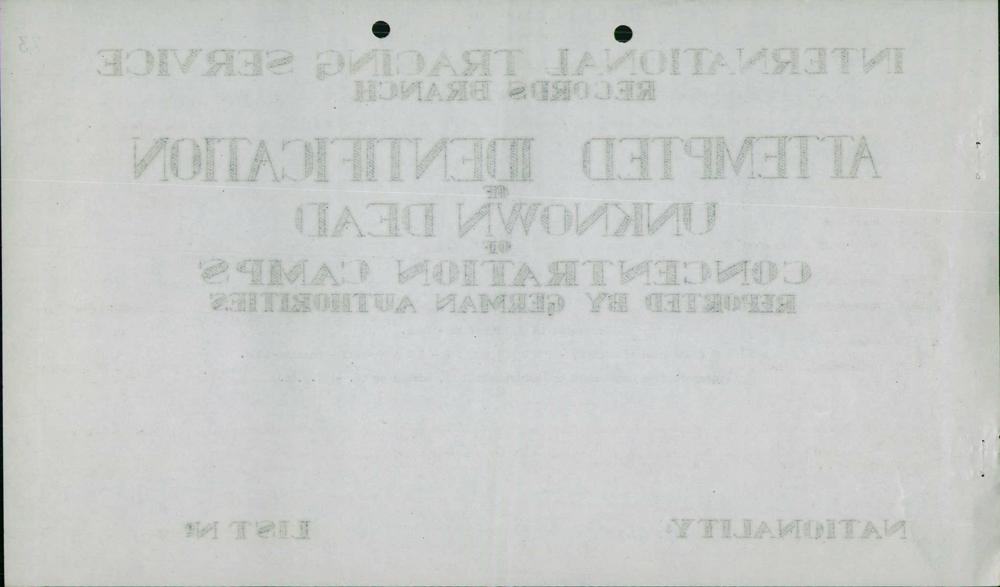 INTERNATIONAL TRACING SERVICE
RECORDS BRANCH
ATTEMPTED IDENTIFICATION
OF
UNKNOWN DEAD
OF
CONCENTRATION CAMPS
REPORTED BY GERMAN AUTHORITIES
NATIONALITY: LIST Nº